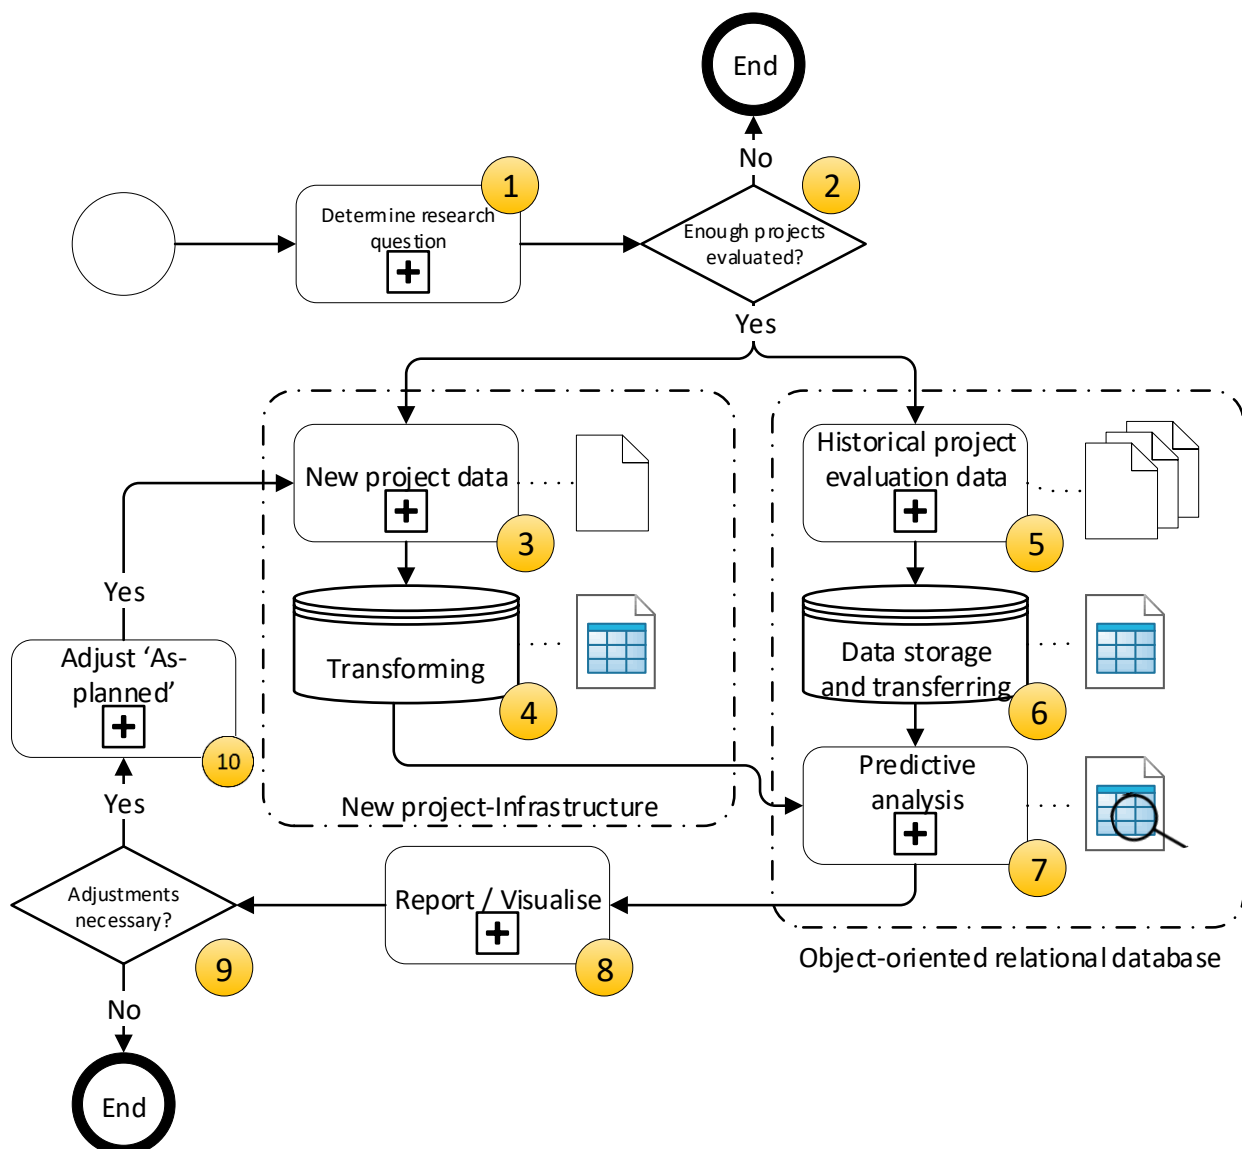 End
No
2
1
Determine research
question
Enough projects
evaluated?
Yes
New project data
3
Historical project
evaluation data
5
Yes
Transforming
4
Data storage
and transferring
6
Adjust ‘As-
planned’
10
Predictive
analysis
7
New project-Infrastructure
Yes
Adjustments
necessary?
9
Report / Visualise
8
Object-oriented relational database
No
End